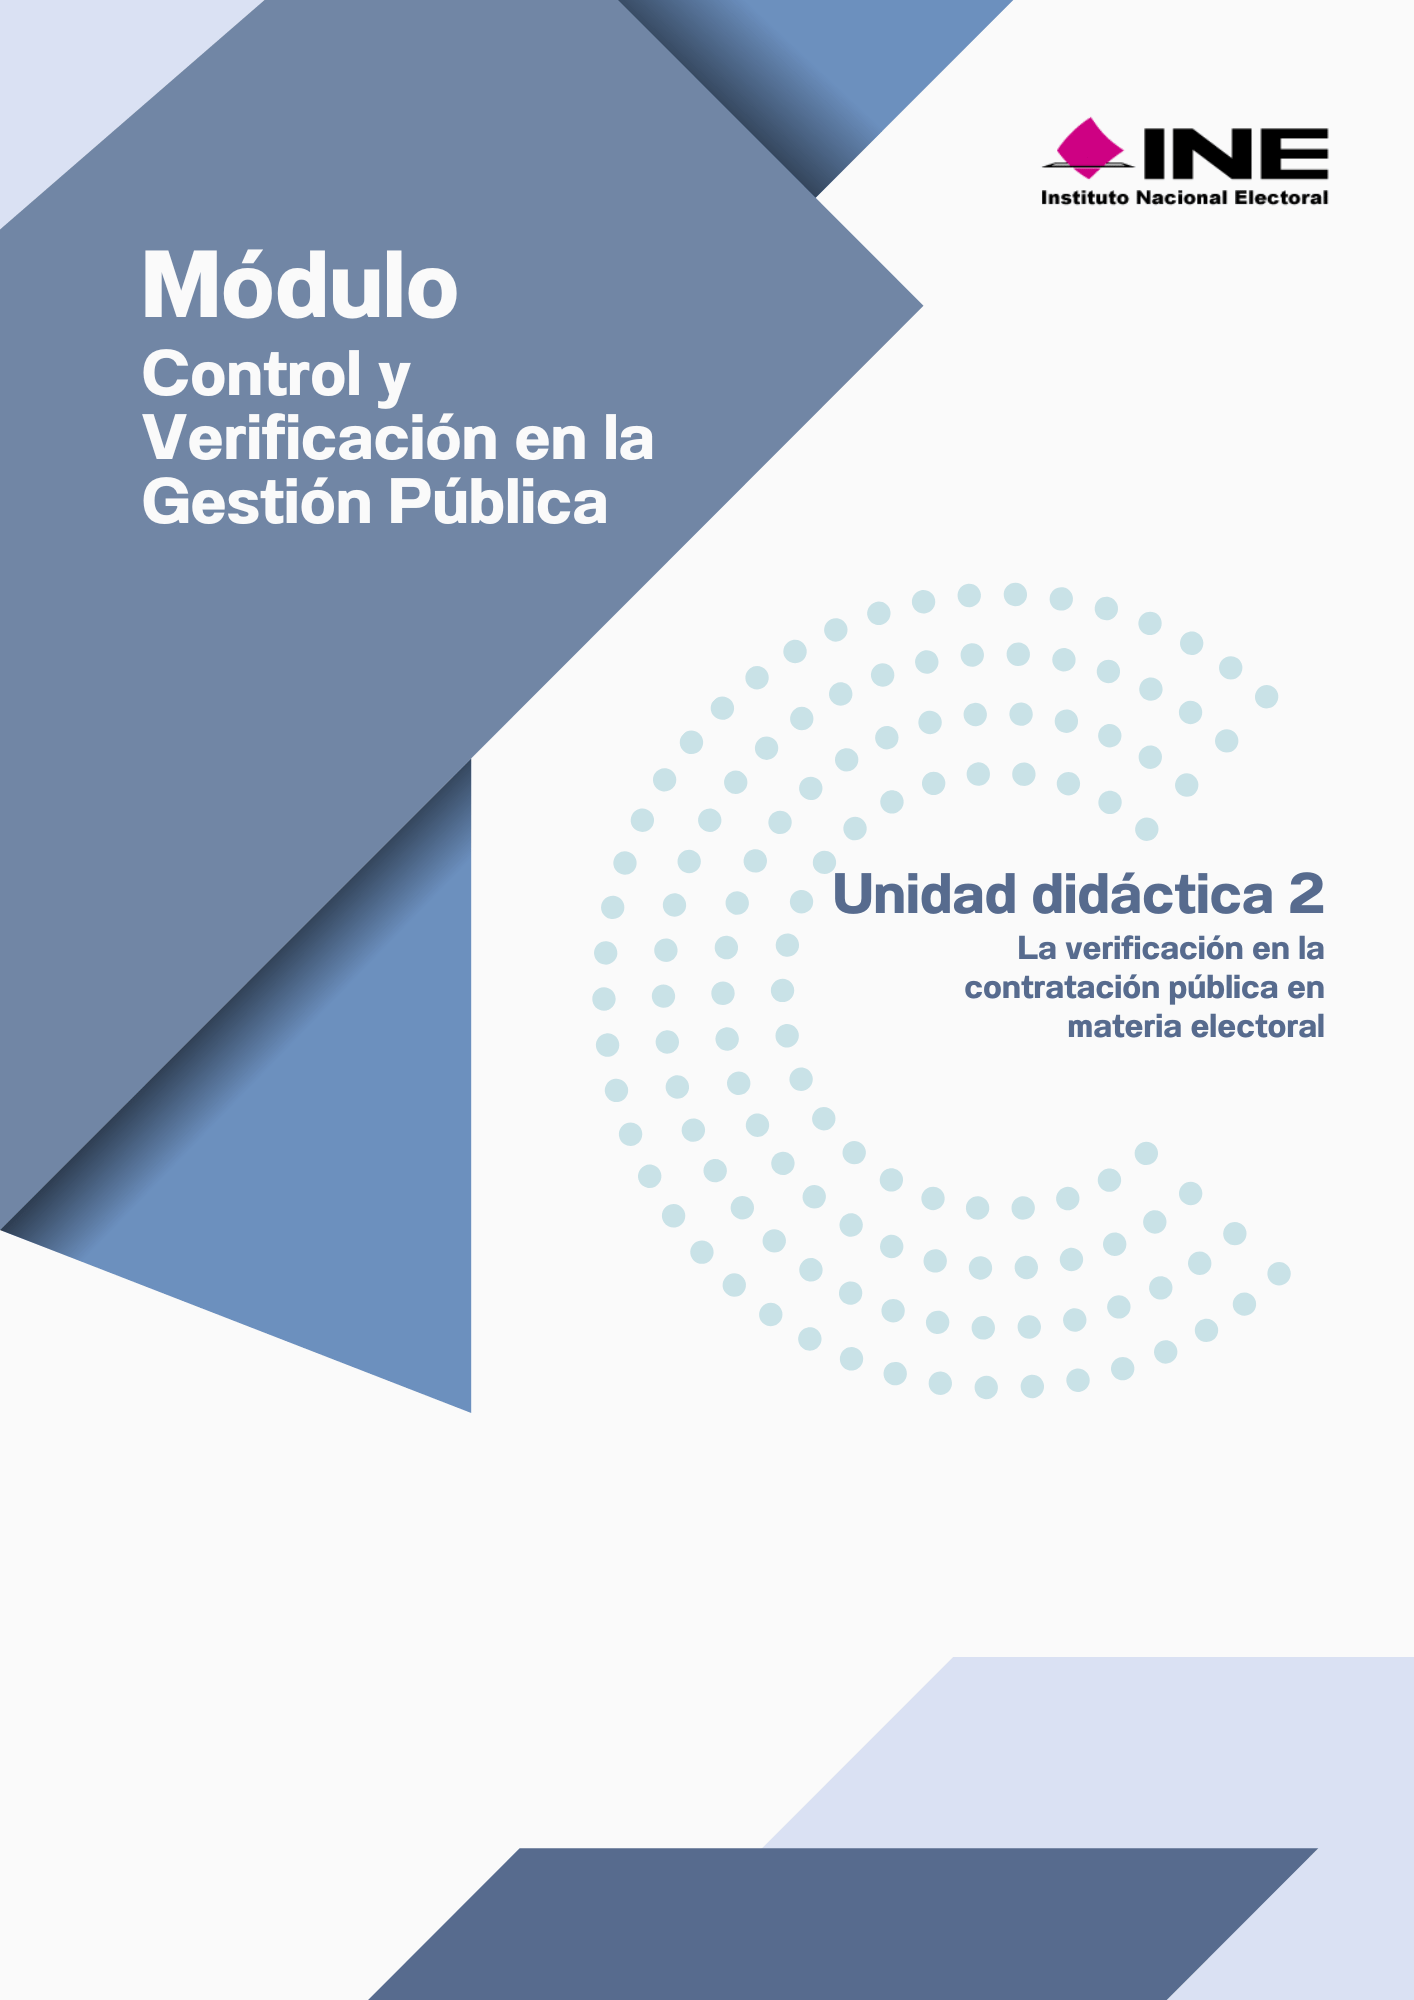 INE
Instituto Nacional Electoral
Módulo
Control y
Verificación en la
Gestión Pública
Unidad didáctica 2
La verificación en la
contratación pública en
materia electoral